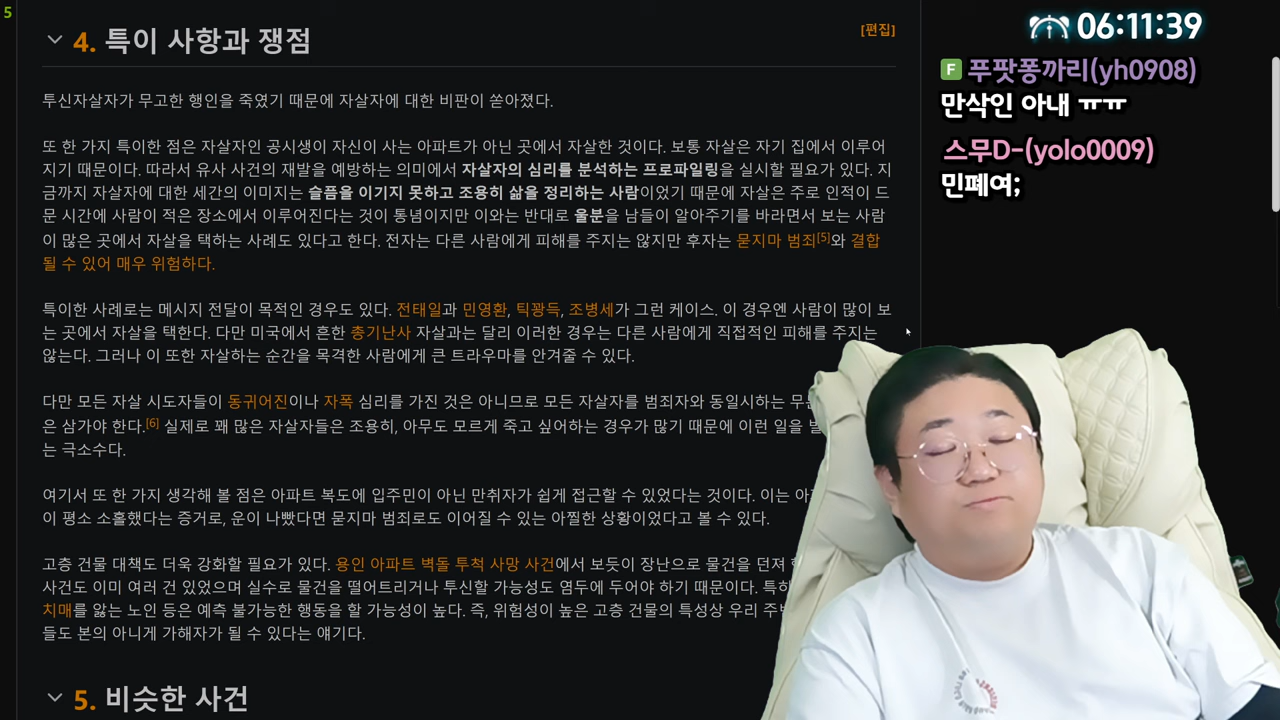 5
4. 특이 사항과 쟁점
[편집]
투신자살자가 무고한 행인을 죽였기 때문에 자살자에 대한 비판이 쏟아졌다.
또 한 가지 특이한 점은 자살자인 공시생이 자신이 사는 아파트가 아닌 곳에서 자살한 것이다. 보통 자살은 자기 집에서 이루어
지기 때문이다. 따라서 유사 사건의 재발을 예방하는 의미에서 자살자의 심리를 분석하는 프로파일링을 실시할 필요가 있다. 지
금까지 자살자에 대한 세간의 이미지는 슬픔을 이기지 못하고 조용히 삶을 정리하는 사람이었기 때문에 자살은 주로 인적이 드
문 시간에 사람이 적은 장소에서 이루어진다는 것이 통념이지만 이와는 반대로 울분을 남들이 알아주기를 바라면서 보는 사람
이 많은 곳에서 자살을 택하는 사례도 있다고 한다. 전자는 다른 사람에게 피해를 주지는 않지만 후자는 묻지마 범죄[5]와 결합
될 수 있어 매우 위험하다.
특이한 사례로는 메시지 전달이 목적인 경우도 있다. 전태일과 민영환, 틱꽝득, 조병세가 그런 케이스. 이 경우엔 사람이 많이 보
는 곳에서 자살을 택한다. 다만 미국에서 흔한 총기난사 자살과는 달리 이러한 경우는 다른 사람에게 직접적인 피해를 주지는
않는다. 그러나 이 또한 자살하는 순간을 목격한 사람에게 큰 트라우마를 안겨줄 수 있다.
다만 모든 자살 시도자들이 동귀어진이나 자폭 심리를 가진 것은 아니므로 모든 자살자를 범죄자와 동일시하는
은 삼가야 한다.[6] 실제로 꽤 많은 자살자들은 조용히, 아무도 모르게 죽고 싶어하는 경우가 많기 때문에 이런 일을
는 극소수다.
여기서 또 한 가지 생각해 볼 점은 아파트 복도에 입주민이 아닌 만취자가 쉽게 접근할 수 있었다는 것이다. 이는
이 평소 소홀했다는 증거로, 운이 나빴다면 묻지마 범죄로도 이어질 수 있는 아찔한 상황이었다고 볼 수 있다.
고층 건물 대책도 더욱 강화할 필요가 있다. 용인 아파트 벽돌 투척 사망 사건에서 보듯이 장난으로 물건을 던져
사건도 이미 여러 건 있었으며 실수로 물건을 떨어트리거나 투신할 가능성도 염두에 두어야 하기 때문이다. 특히
치매를 앓는 노인 등은 예측 불가능한 행동을 할 가능성이 높다. 즉, 위험성이 높은 고층 건물의 특성상 우리
들도 본의 아니게 가해자가 될 수 있다는 얘기다.
5. 비슷한 사건
06:11:39
F 푸팟퐁까리(yh0908)
만삭인 아내 ㅠㅠ
스무D-(yolo0009)
민폐여;